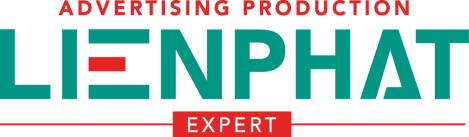 ADVERTISING PRODUCTION
LIENPHAT
EXPERT